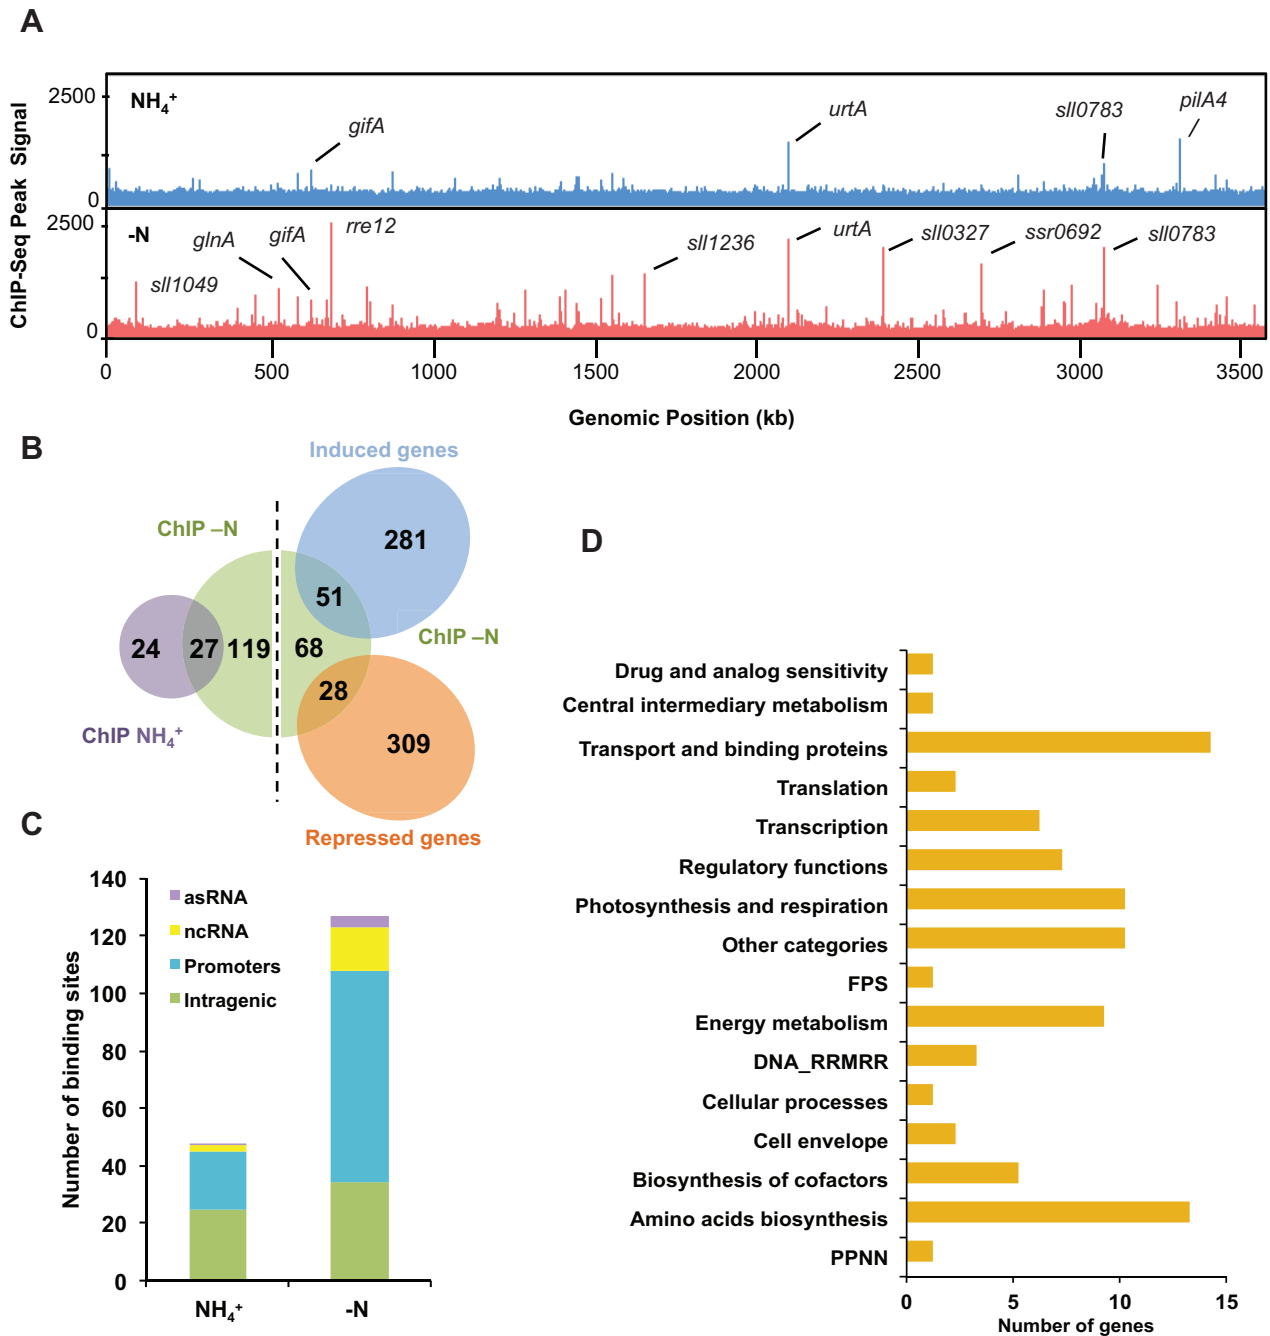 A
ChIP-Seq Peak Signal
2500
NH₄⁺
gifA
urtA
sll0783
pilA4
0
2500
-N
glnA
gifA
rre12
sll1049
sll1236
urtA
sll0327
ssr0692
sll0783
0
0 500 1000 1500 2000 2500 3000 3500
Genomic Position (kb)
B
Induced genes
281
ChIP –N
51
ChIP –N
24 27 119 68
28
ChIP NH₄⁺
309
Repressed genes
C
Number of binding sites
140
120
100
80
60
40
20
0
asRNA
ncRNA
Promoters
Intragenic
NH₄⁺ -N
D
Drug and analog sensitivity
Central intermediary metabolism
Transport and binding proteins
Translation
Transcription
Regulatory functions
Photosynthesis and respiration
Other categories
FPS
Energy metabolism
DNA_RRMRR
Cellular processes
Cell envelope
Biosynthesis of cofactors
Amino acids biosynthesis
PPNN
0 5 10 15
Number of genes